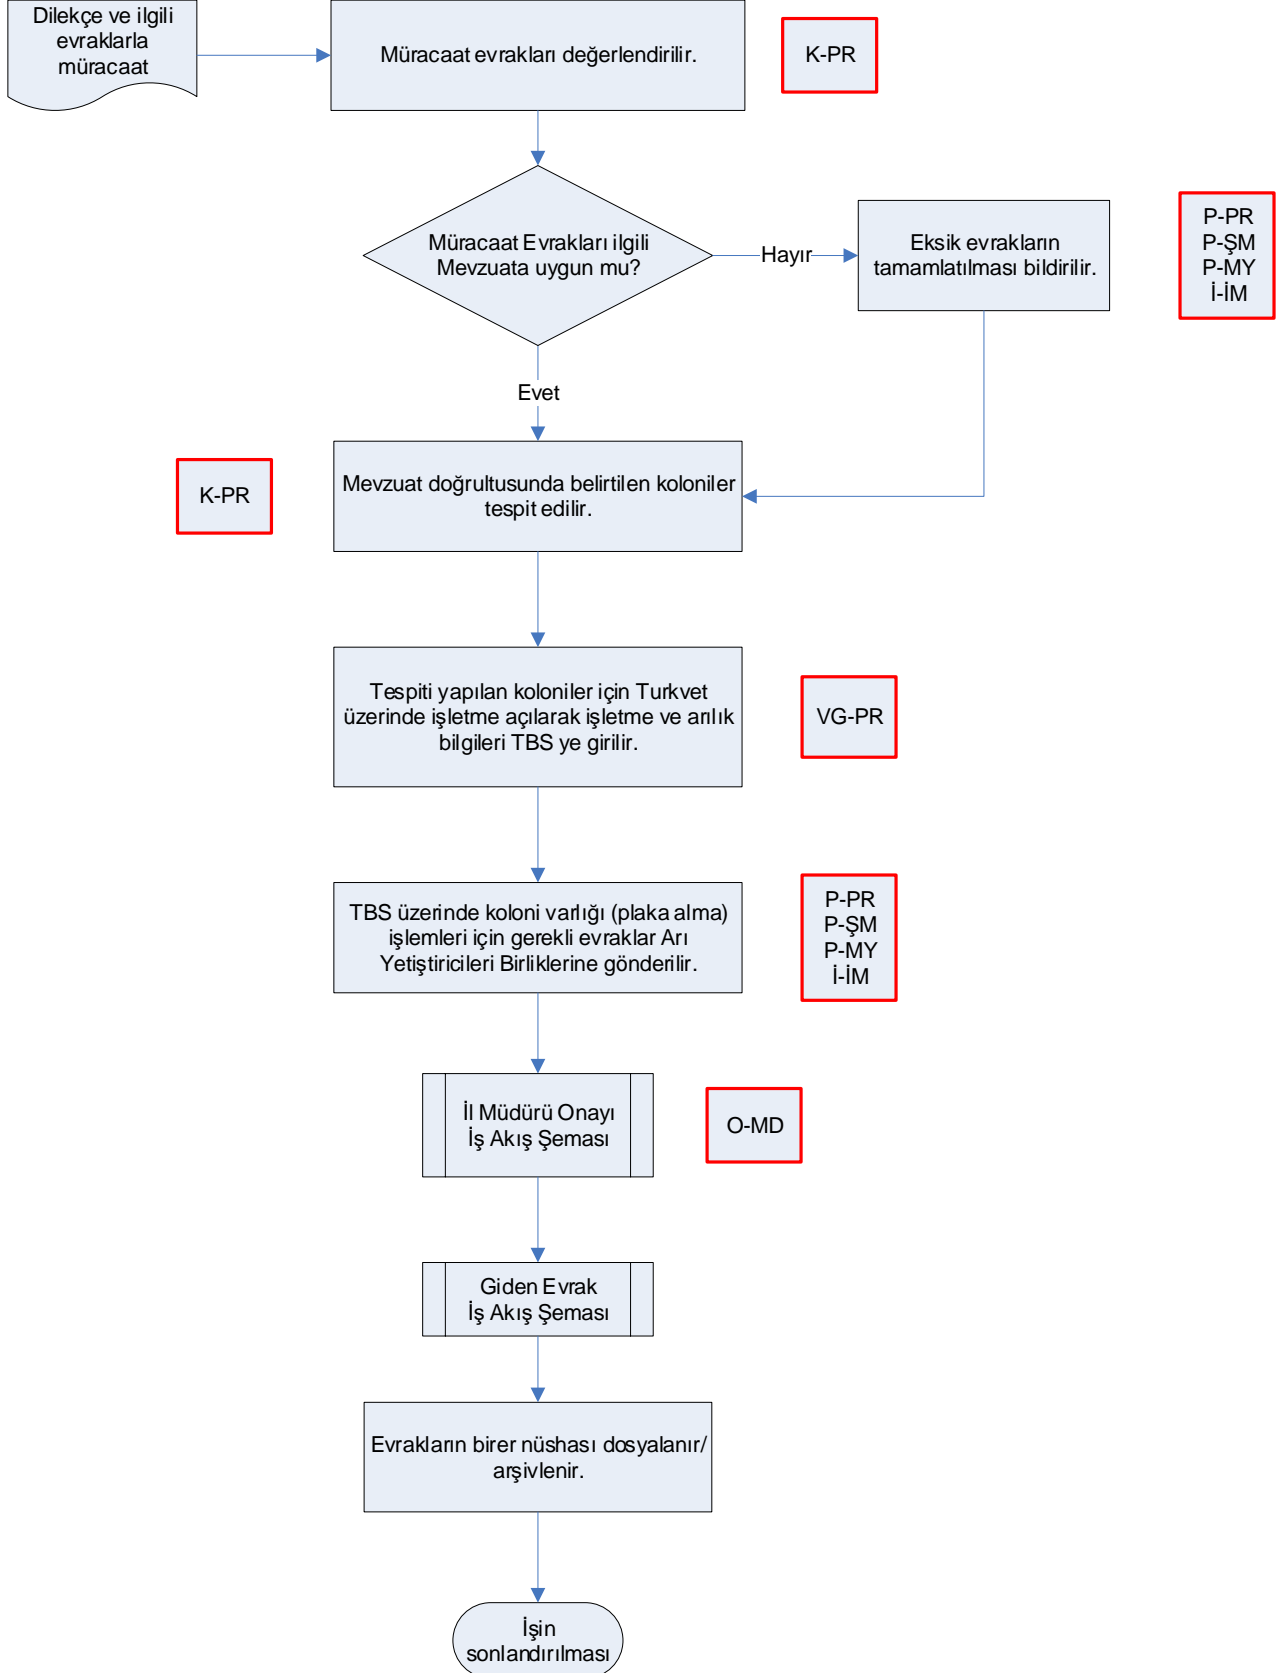 Dilekçe ve ilgili
evraklarla
müracaat
Müracaat evrakları değerlendirilir.
K-PR
Müracaat Evrakları ilgili
Mevzuata uygun mu?
Hayır
Eksik evrakların
tamamlatılması bildirilir.
P-PR
P-ŞM
P-MY
İ-İM
Evet
K-PR
Mevzuat doğrultusunda belirtilen koloniler
tespit edilir.
Tespiti yapılan koloniler için Turkvet
üzerinde işletme açılarak işletme ve arılık
bilgileri TBS ye girilir.
VG-PR
TBS üzerinde koloni varlığı (plaka alma)
işlemleri için gerekli evraklar Arı
Yetiştiricileri Birliklerine gönderilir.
P-PR
P-ŞM
P-MY
İ-İM
İl Müdürü Onayı
İş Akış Şeması
O-MD
Giden Evrak
İş Akış Şeması
Evrakların birer nüshası dosyalanır/
arşivlenir.
İşin
sonlandırılması